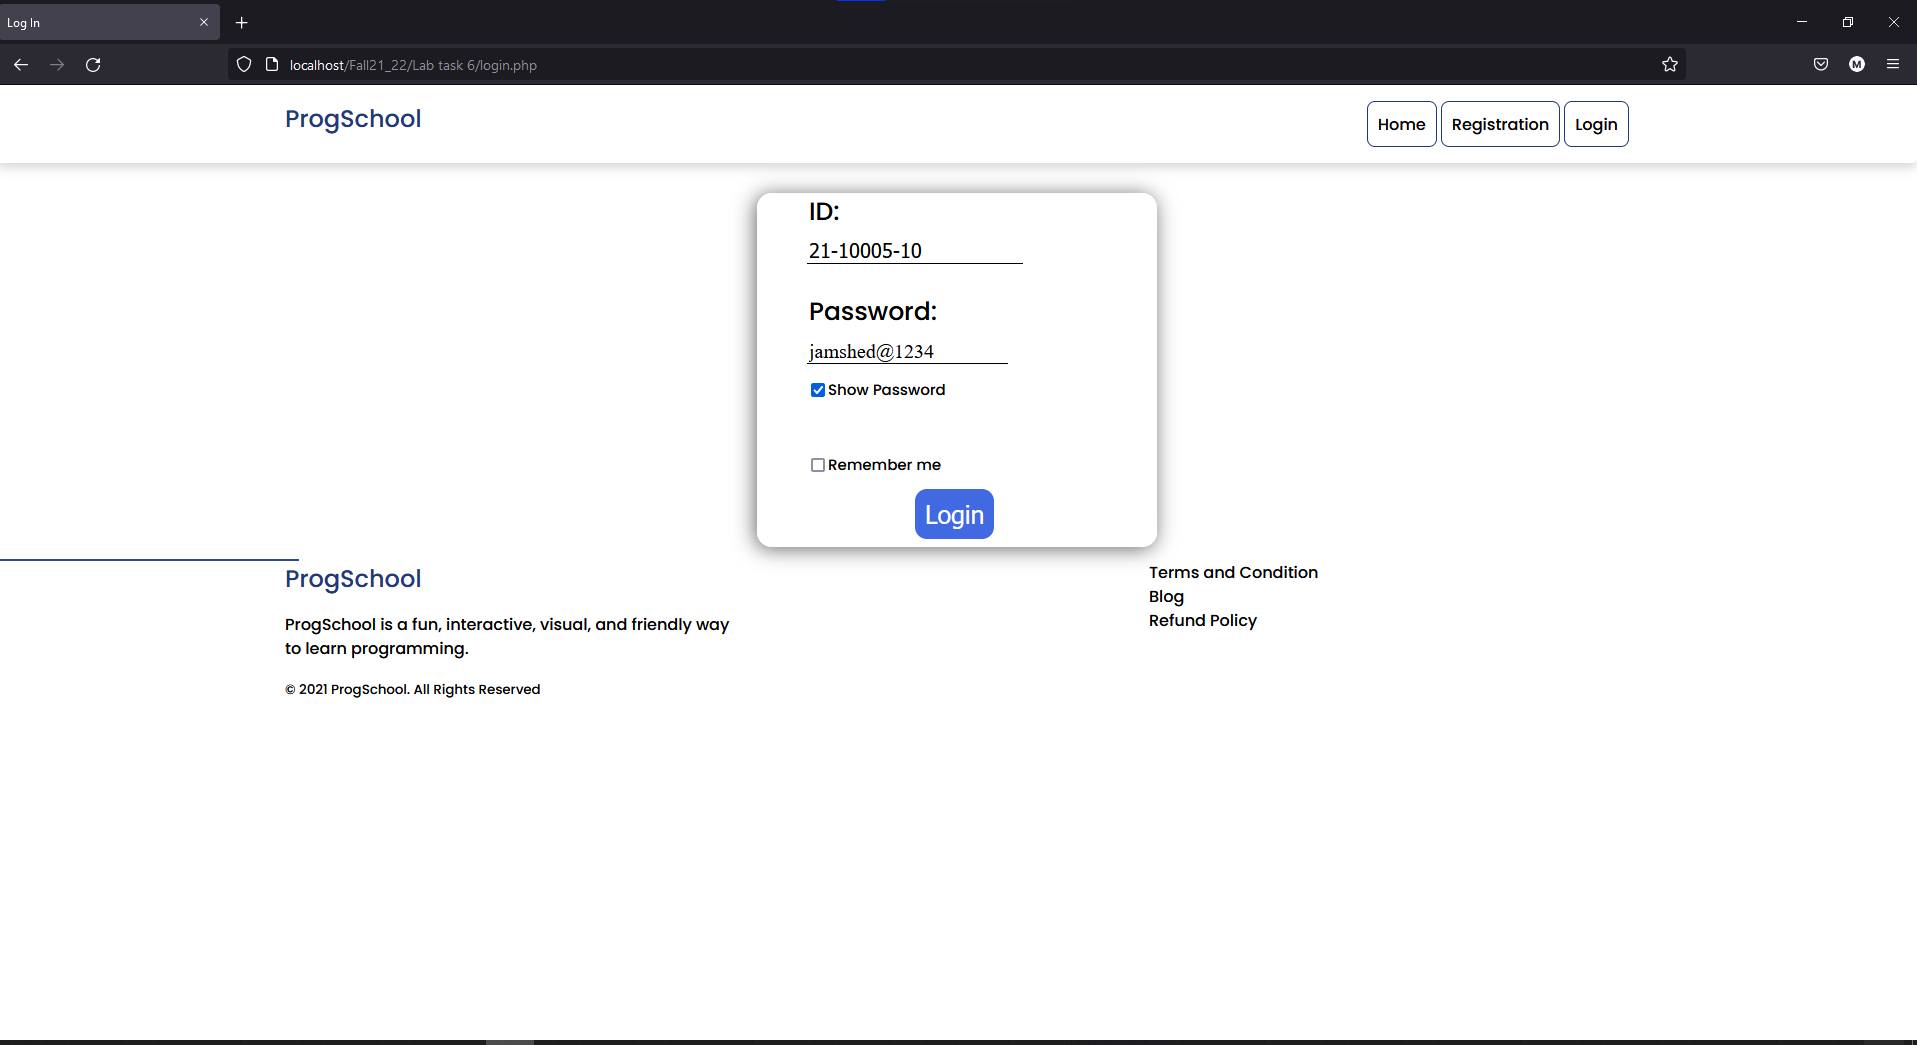 Log In
localhost/Fall21_22/Lab task 6/login.php
M
ProgSchool
Home Registration Login
ID:
21-10005-10
Password:
jamshed@1234
Show Password
Remember me
Login
ProgSchool
ProgSchool is a fun, interactive, visual, and friendly way
to learn programming.
© 2021 ProgSchool. All Rights Reserved
Terms and Condition
Blog
Refund Policy